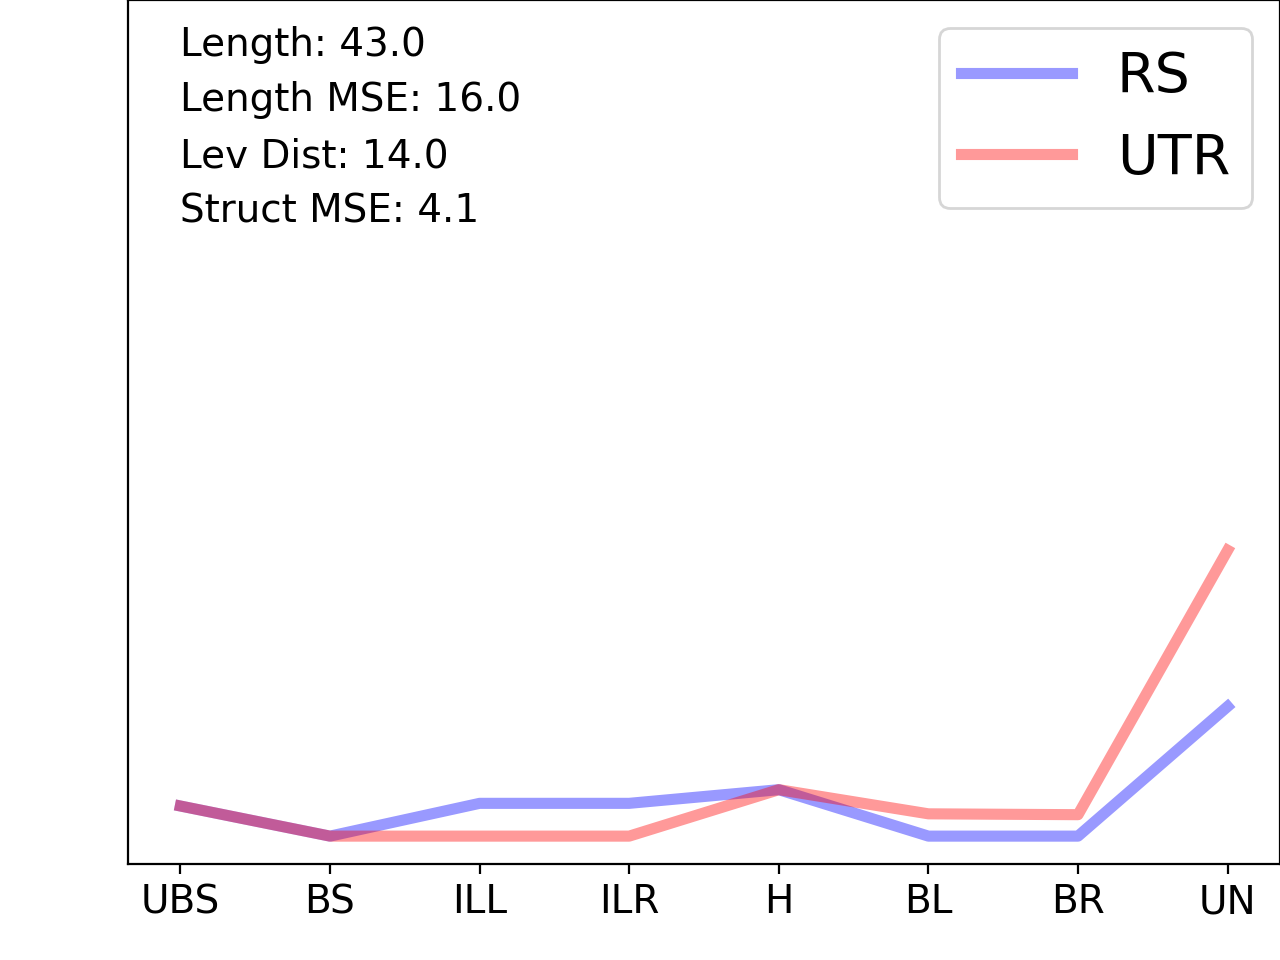 Length: 43.0
Length MSE: 16.0
Lev Dist: 14.0
Struct MSE: 4.1
RS
UTR
UBS BS ILL ILR H BL BR UN